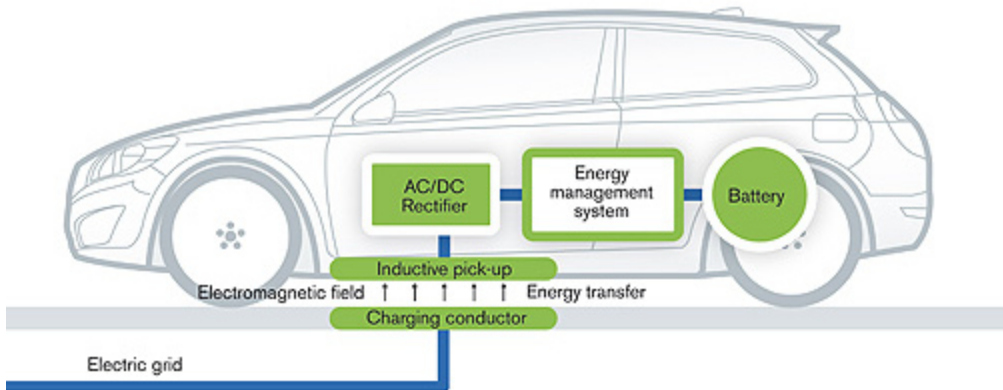 AC/DC
Rectifier
Energy
management
system
Battery
Inductive pick-up
Electromagnetic field
Energy transfer
Charging conductor
Electric grid